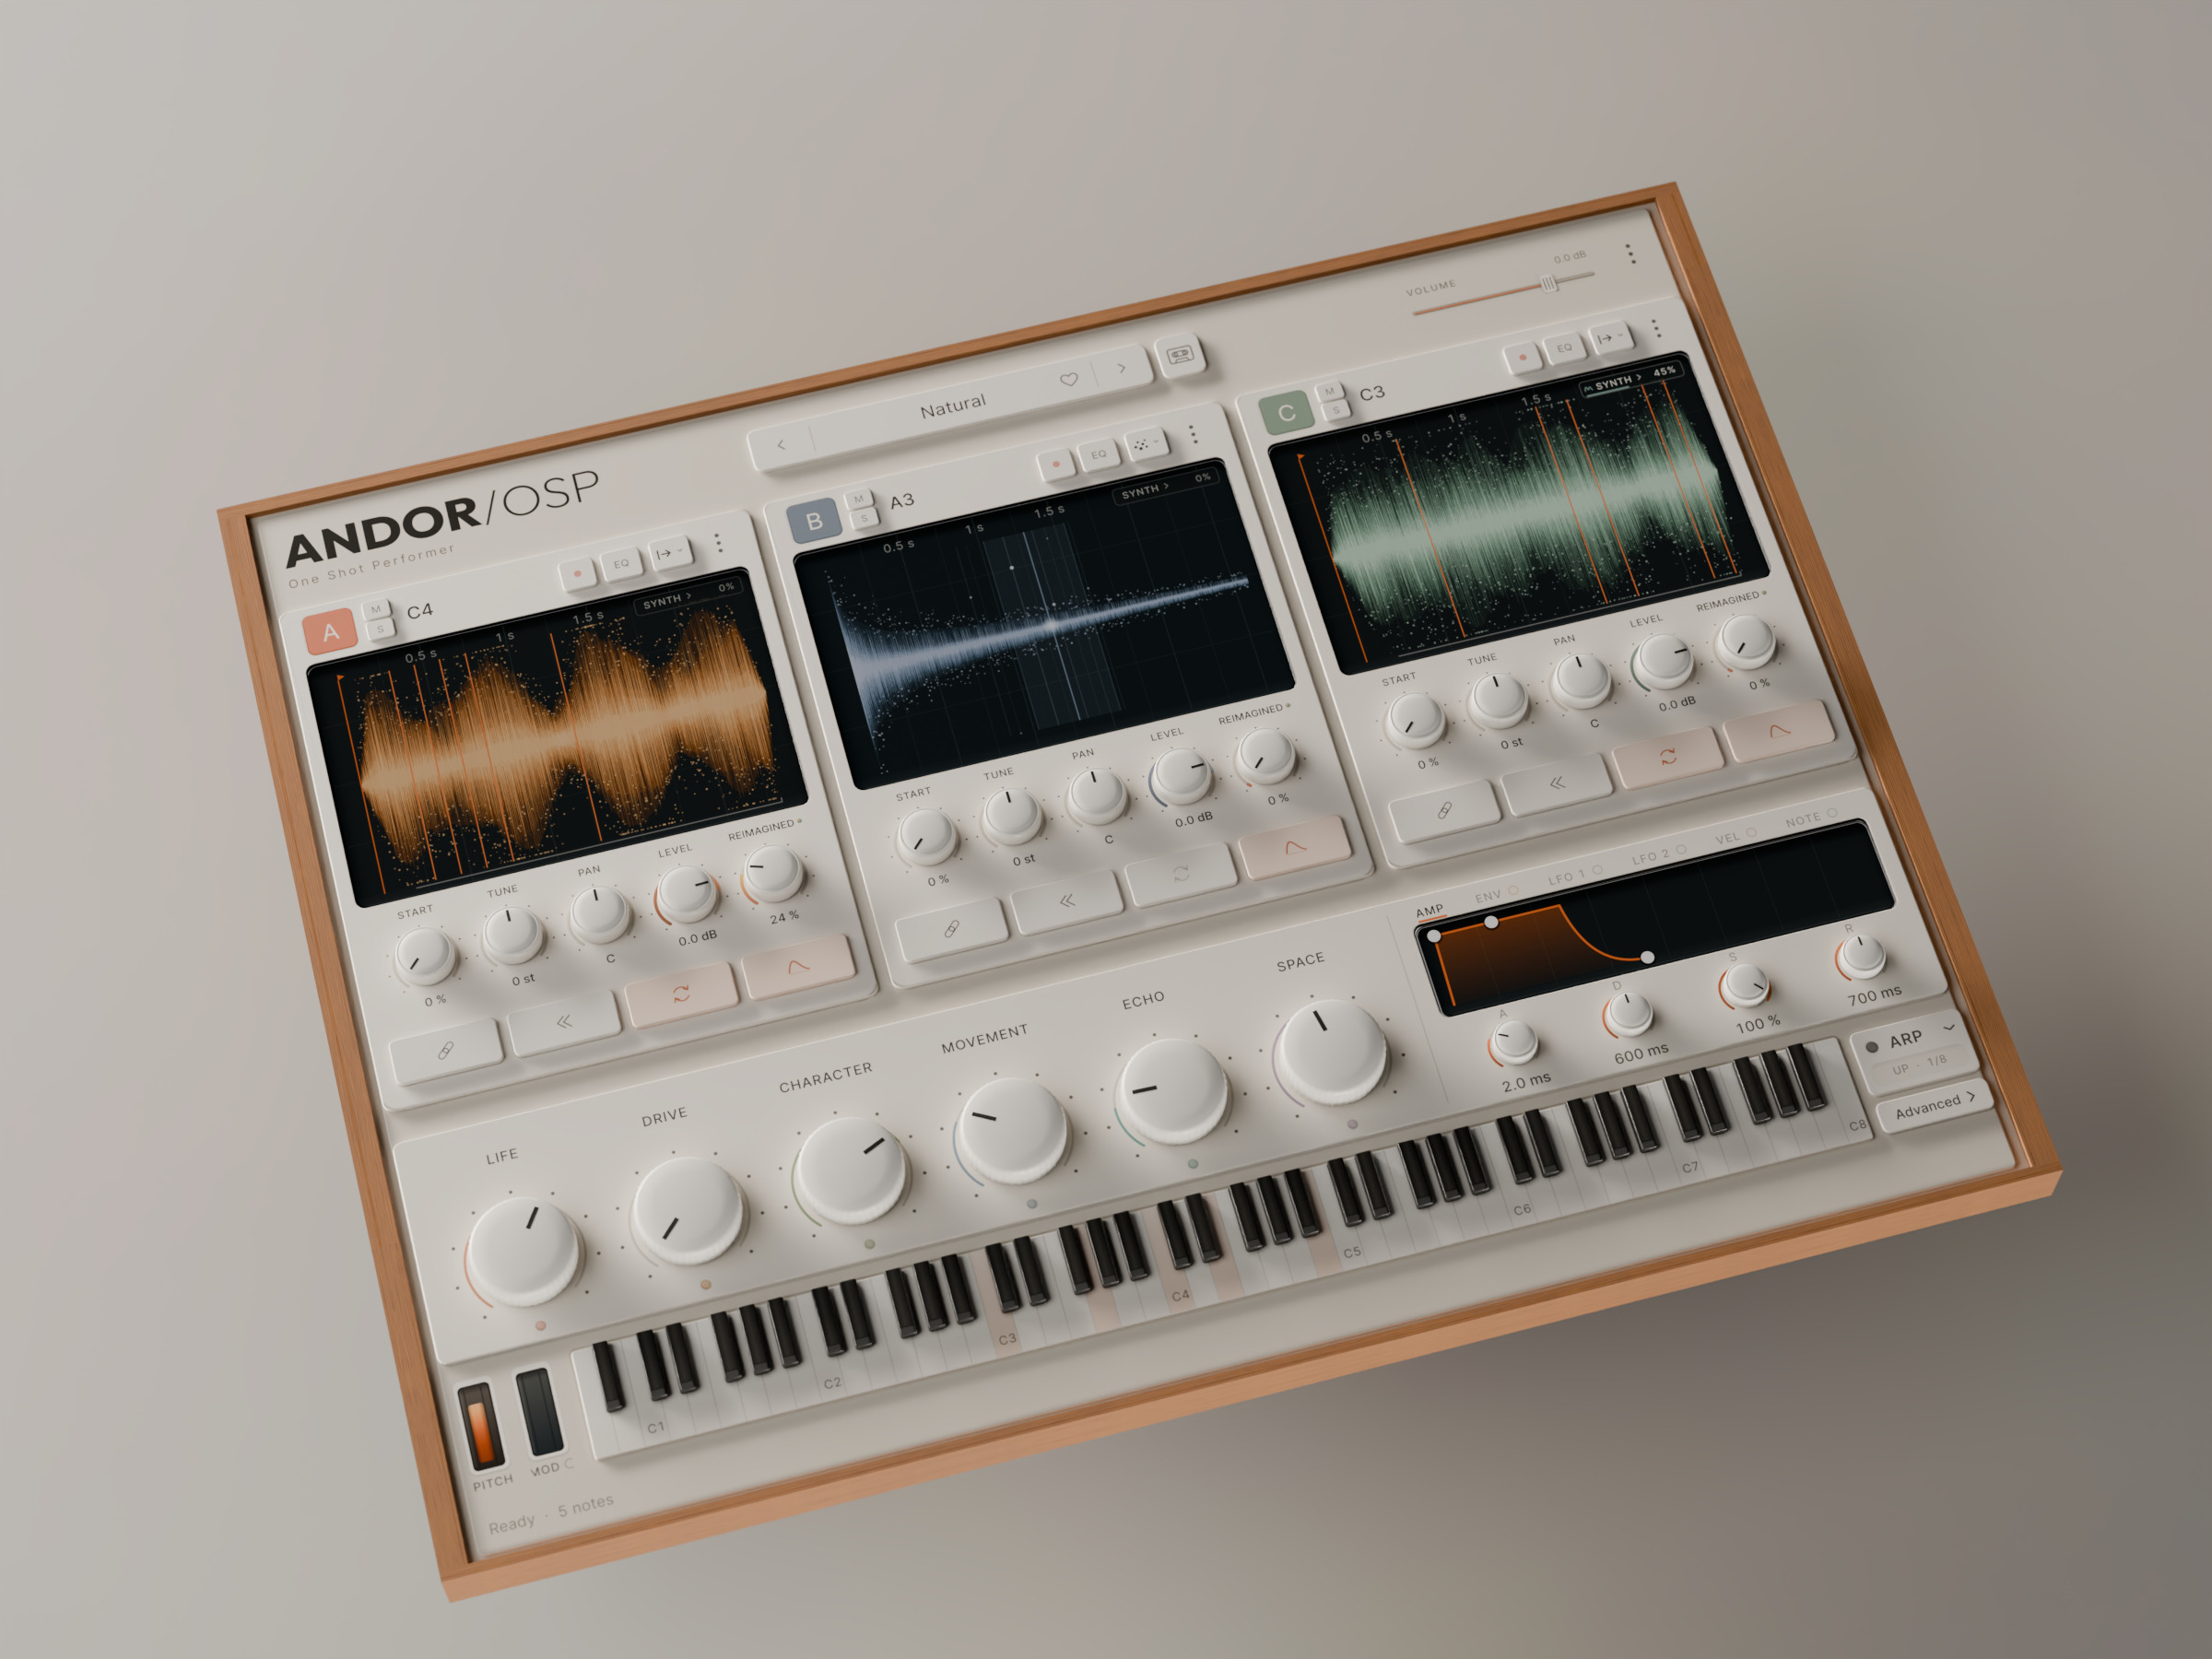 ANDOR/OSP
One Shot Performer
Natural
VOLUME
0.0 dB
A
M
S
C4
EQ
SYNTH >
0%
0.5 s
1 s
1.5 s
START
TUNE
PAN
LEVEL
REIMAGINED
0 %
0 st
C
0.0 dB
24 %
B
M
S
A3
EQ
SYNTH >
0%
0.5 s
1 s
1.5 s
START
TUNE
PAN
LEVEL
REIMAGINED
0 %
0 st
C
0.0 dB
0 %
C
M
S
C3
EQ
SYNTH >
45%
0.5 s
1 s
1.5 s
START
TUNE
PAN
LEVEL
REIMAGINED
0 %
0 st
C
0.0 dB
0 %
LIFE
DRIVE
CHARACTER
MOVEMENT
ECHO
SPACE
AMP
ENV
LFO 1
LFO 2
VEL
NOTE
A
D
S
R
2.0 ms
600 ms
100 %
700 ms
ARP
UP · 1/8
Advanced >
C1
C2
C3
C4
C5
C6
C7
C8
PITCH
MOD
Ready · 5 notes